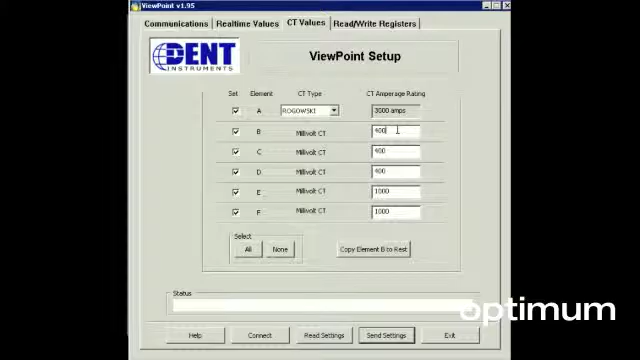 ViewPoint v1.95
Communications Realtime Values CT Values Read/Write Registers
DENT
INSTRUMENTS
ViewPoint Setup
Set Element CT Type CT Amperage Rating
A ROGOWSKI 3000 amps
B Millivolt CT 400
C Millivolt CT 400
D Millivolt CT 400
E Millivolt CT 1000
F Millivolt CT 1000
Select
All None Copy Element B to Rest
Status
optimum
Help Connect Read Settings Send Settings Exit